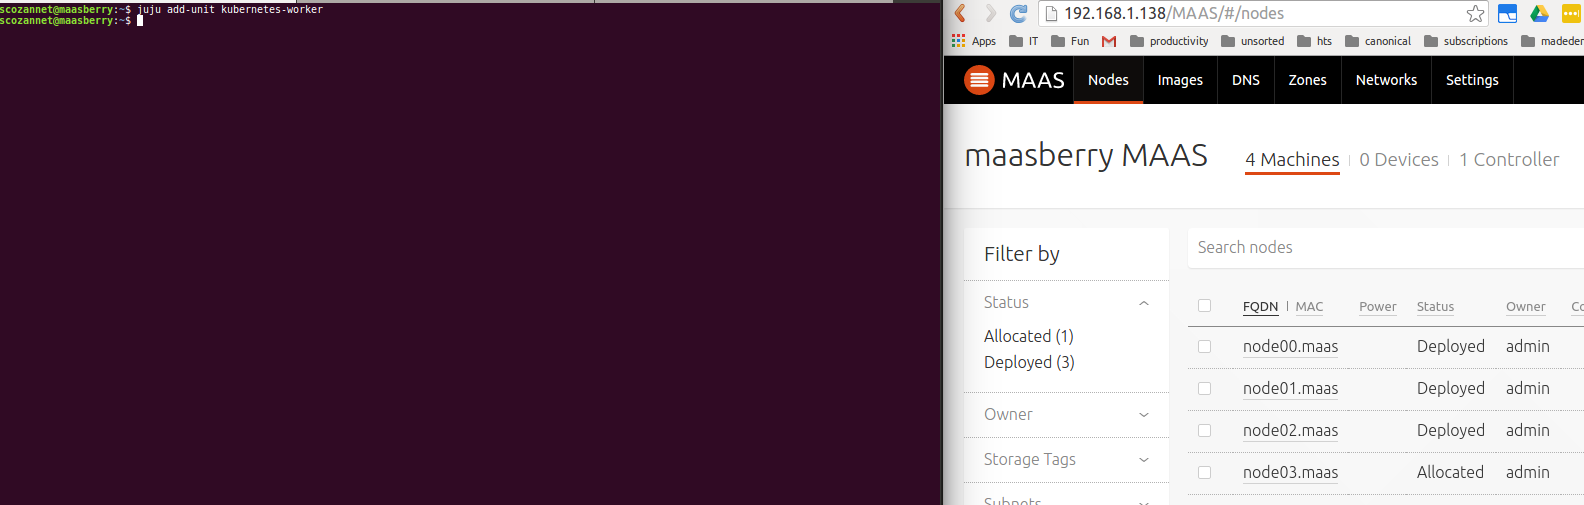 scozannet@maasberry:~$ juju add-unit kubernetes-worker
scozannet@maasberry:~$
192.168.1.138/MAAS/#/nodes
Apps IT Fun productivity unsorted hts canonical subscriptions madeder
MAAS Nodes Images DNS Zones Networks Settings
maasberry MAAS 4 Machines 0 Devices 1 Controller
Filter by
Status
Allocated (1)
Deployed (3)
Owner
Storage Tags
Subnets
Search nodes
FQDN | MAC Power Status Owner Co
node00.maas Deployed admin
node01.maas Deployed admin
node02.maas Deployed admin
node03.maas Allocated admin